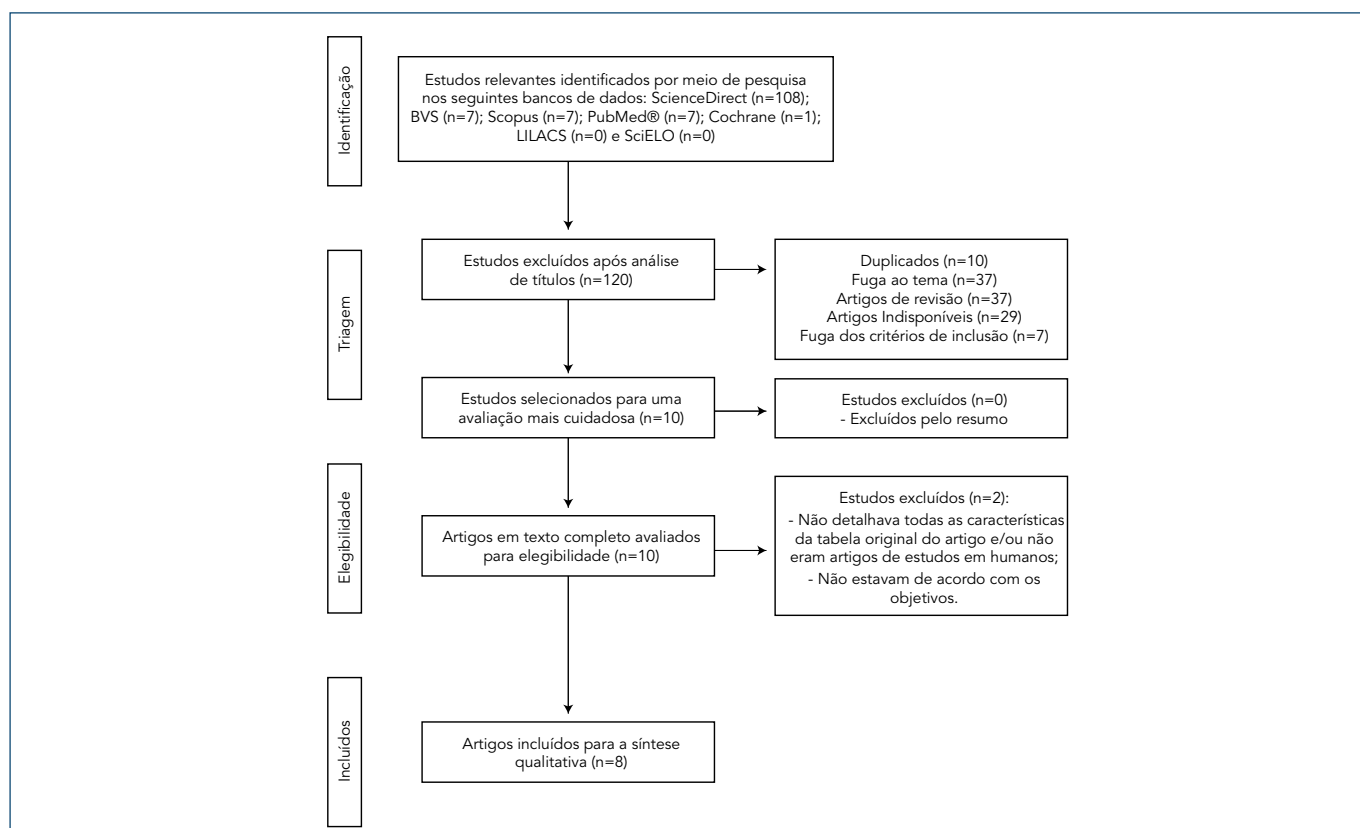 Identificação
Estudos relevantes identificados por meio de pesquisa
nos seguintes bancos de dados: ScienceDirect (n=108);
BVS (n=7); Scopus (n=7); PubMed® (n=7); Cochrane (n=1);
LILACS (n=0) e SciELO (n=0)
Triagem
Estudos excluídos após análise
de títulos (n=120)
Duplicados (n=10)
Fuga ao tema (n=37)
Artigos de revisão (n=37)
Artigos Indisponíveis (n=29)
Fuga dos critérios de inclusão (n=7)
Estudos selecionados para uma
avaliação mais cuidadosa (n=10)
Estudos excluídos (n=0)
- Excluídos pelo resumo
Elegibilidade
Artigos em texto completo avaliados
para elegibilidade (n=10)
Estudos excluídos (n=2):
- Não detalhava todas as características
da tabela original do artigo e/ou não
eram artigos de estudos em humanos;
- Não estavam de acordo com os
objetivos.
Incluídos
Artigos incluídos para a síntese
qualitativa (n=8)